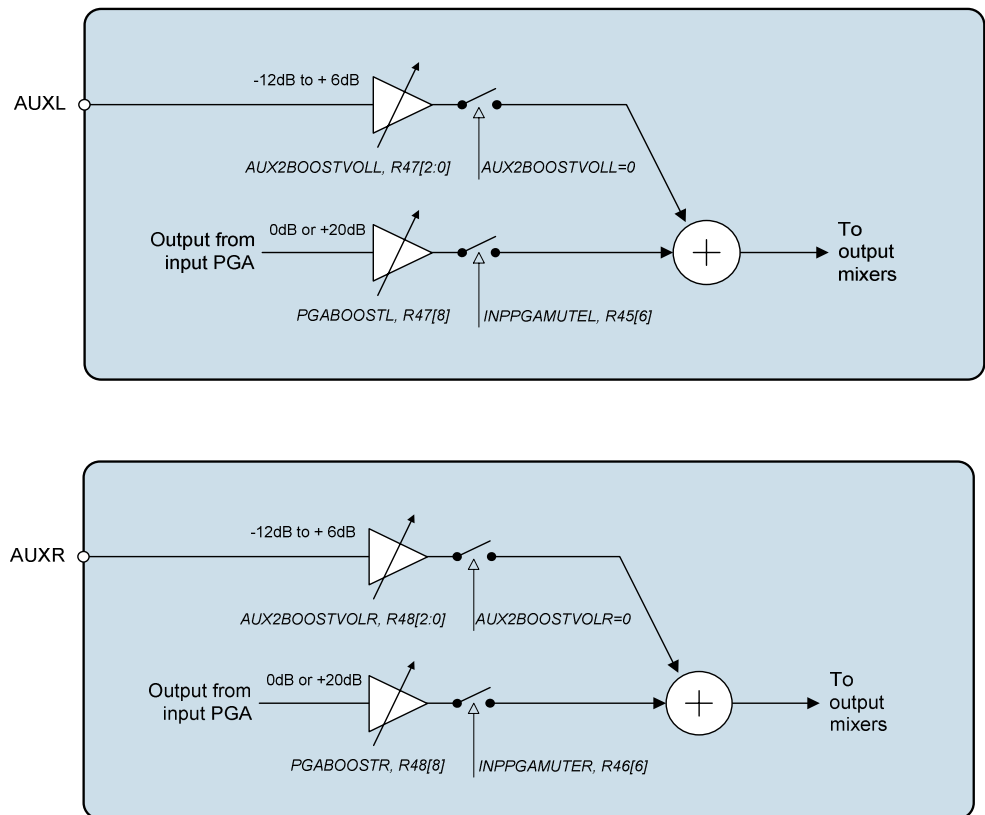 -12dB to + 6dB
AUXL
AUX2BOOSTVOLL, R47[2:0]
AUX2BOOSTVOLL=0
Output from
input PGA
0dB or +20dB
To
output
mixers
PGABOOSTL, R47[8]
INPPGAMUTEL, R45[6]
-12dB to + 6dB
AUXR
AUX2BOOSTVOLR, R48[2:0]
AUX2BOOSTVOLR=0
Output from
input PGA
0dB or +20dB
To
output
mixers
PGABOOSTR, R48[8]
INPPGAMUTER, R46[6]